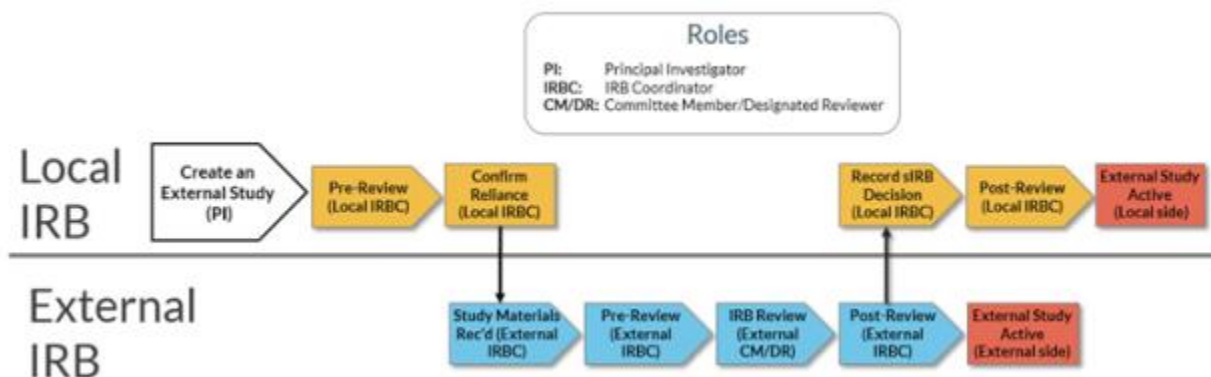 Roles
PI: Principal Investigator
IRBC: IRB Coordinator
CM/DR: Committee Member/Designated Reviewer
Local
IRB
Create an
External Study
(PI)
Pre-Review
(Local IRBC)
Confirm
Reliance
(Local IRBC)
Record sIRB
Decision
(Local IRBC)
Post-Review
(Local IRBC)
External Study
Active
(Local side)
External
IRB
Study Materials
Rec'd (External
IRBC)
Pre-Review
(External
IRBC)
IRB Review
(External
CM/DR)
Post-Review
(External
IRBC)
External Study
Active
(External side)